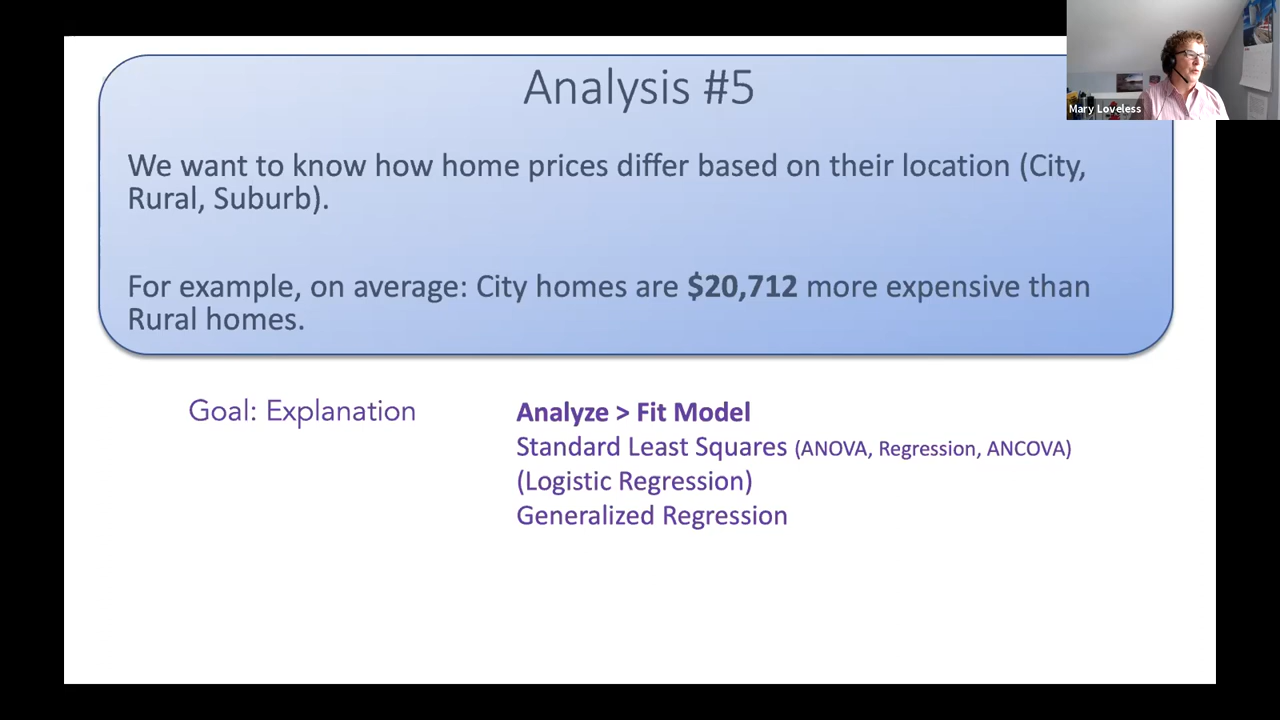 Analysis #5
Mary Loveless
We want to know how home prices differ based on their location (City,
Rural, Suburb).
For example, on average: City homes are $20,712 more expensive than
Rural homes.
Goal: Explanation
Analyze > Fit Model
Standard Least Squares (ANOVA, Regression, ANCOVA)
(Logistic Regression)
Generalized Regression